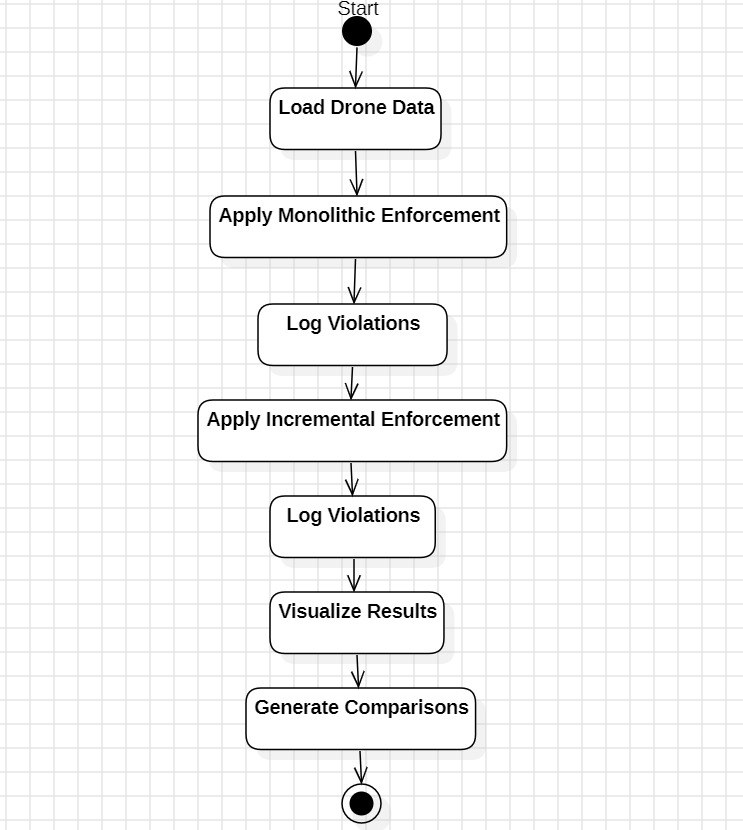 Start
Load Drone Data
Apply Monolithic Enforcement
Log Violations
Apply Incremental Enforcement
Log Violations
Visualize Results
Generate Comparisons